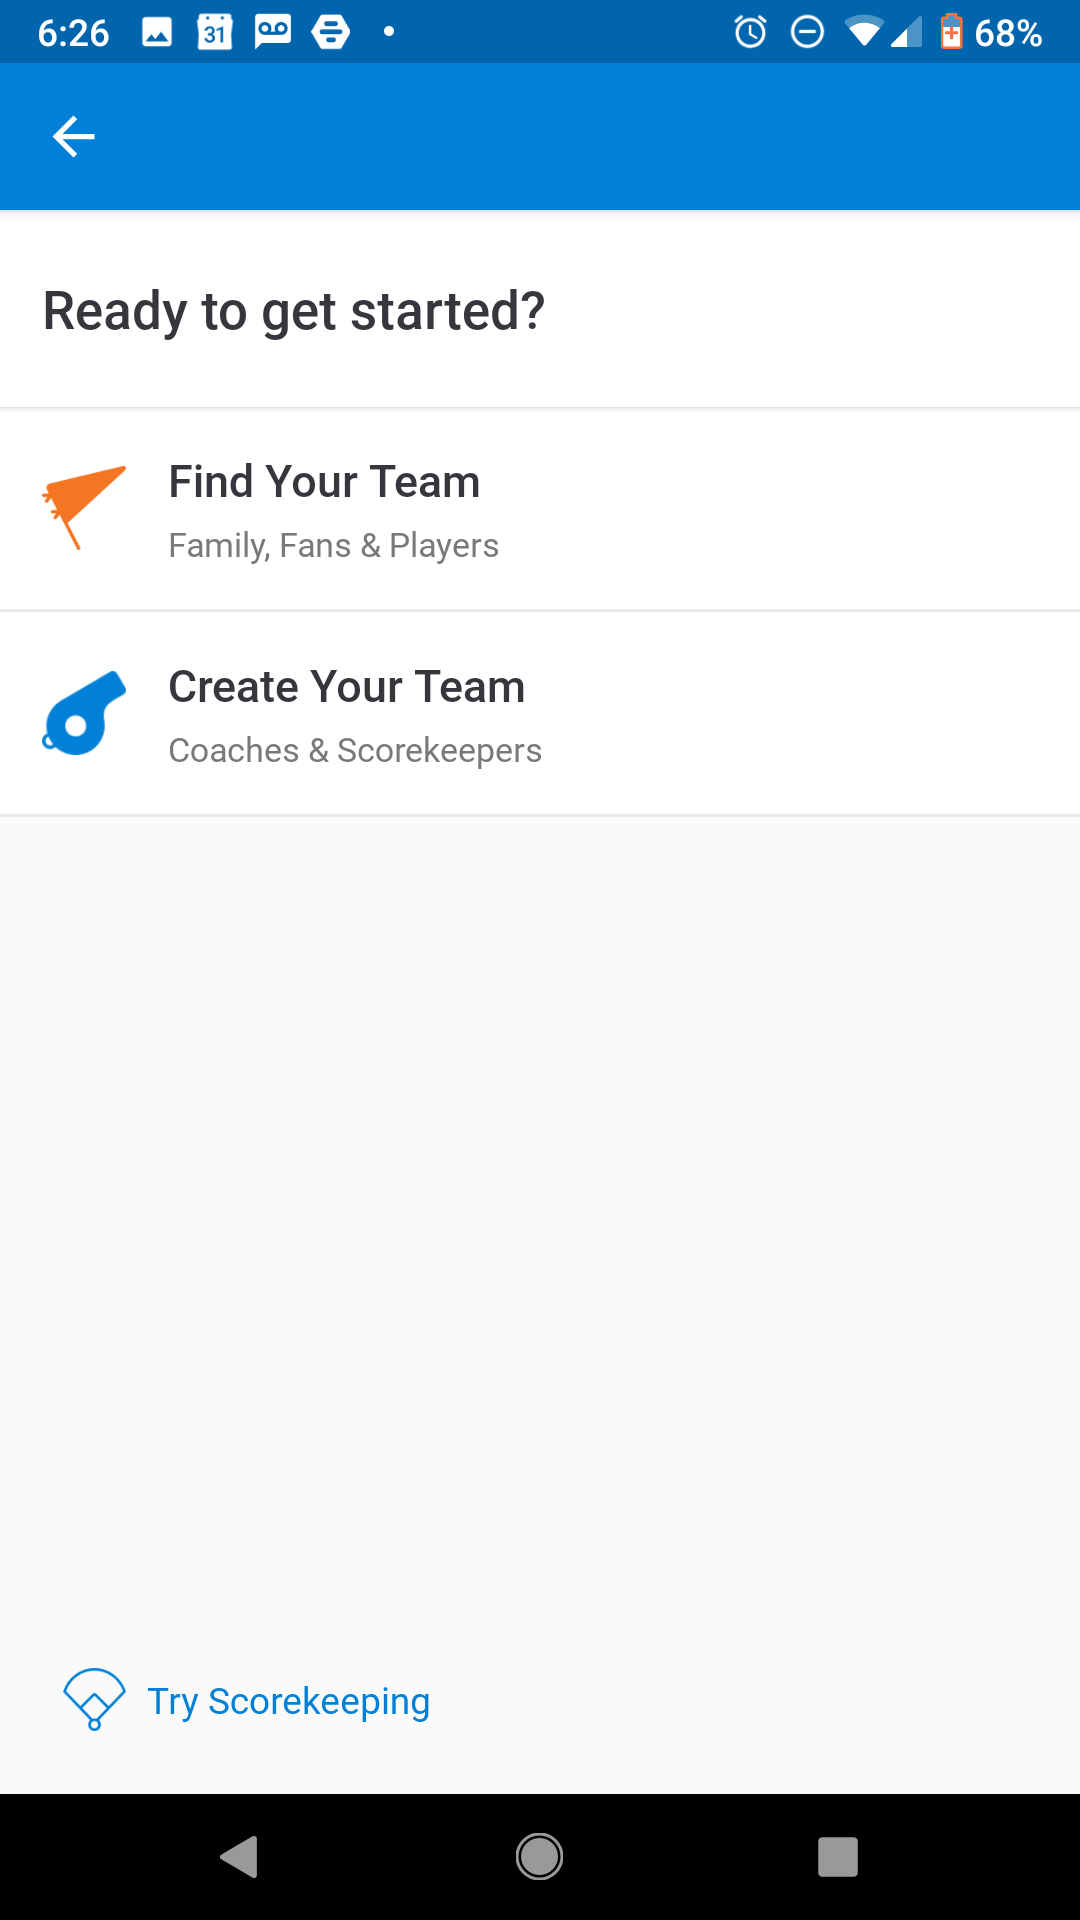 6:26 31 68%
Ready to get started?
Find Your Team
Family, Fans & Players
Create Your Team
Coaches & Scorekeepers
Try Scorekeeping